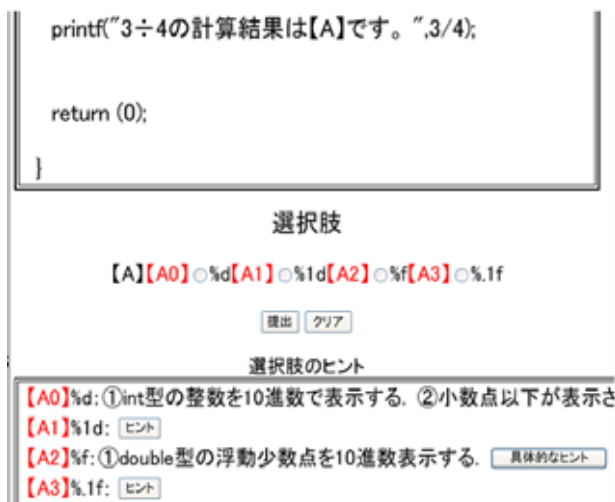 printf("3÷4の計算結果は【A】です。",3/4);
return (0);
}
選択肢
【A】【A0】%d【A1】%1d【A2】%f【A3】%.1f
提出 クリア
選択肢のヒント
【A0】%d:①int型の整数を10進数で表示する. ②小数点以下が表示さ
【A1】%1d: ヒント
【A2】%f:①double型の浮動少数点を10進数表示する. 具体的なヒント
【A3】%.1f: ヒント